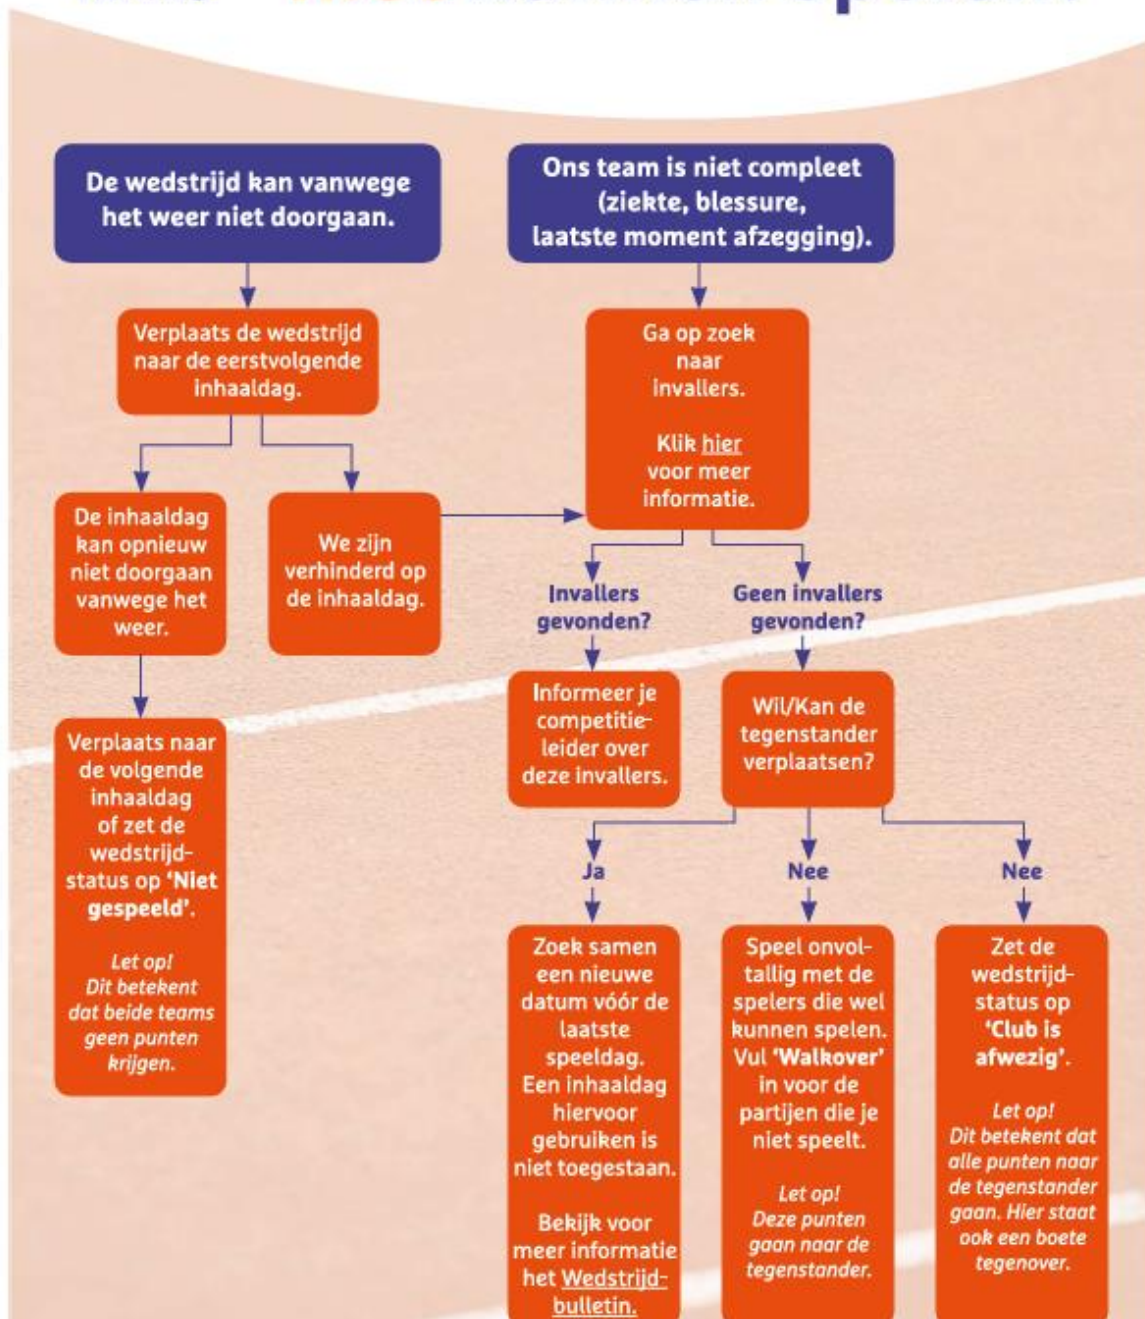 De wedstrijd kan vanwege
het weer niet doorgaan.
Verplaats de wedstrijd
naar de eerstvolgende
inhaaldag.
De inhaaldag
kan opnieuw
niet doorgaan
vanwege het
weer.
We zijn
verhinderd op
de inhaaldag.
Verplaats naar
de volgende
inhaaldag
of zet de
wedstrijd-
status op ‘Niet
gespeeld’.
Let op!
Dit betekent
dat beide teams
geen punten
krijgen.
Ons team is niet compleet
(ziekte, blessure,
laatste moment afzegging).
Ga op zoek
naar
invallers.
Klik hier
voor meer
informatie.
Invallers
gevonden?
Geen invallers
gevonden?
Informeer je
competitie-
leider over
deze invallers.
Wil/Kan de
tegenstander
verplaatsen?
Ja
Nee
Nee
Zoek samen
een nieuwe
datum vóór de
laatste
speeldag.
Een inhaaldag
hiervoor
gebruiken is
niet toegestaan.
Bekijk voor
meer informatie
het Wedstrijd-
bulletin.
Speel onvol-
tallig met de
spelers die wel
kunnen spelen.
Vul ‘Walkover’
in voor de
partijen die je
niet speelt.
Let op!
Deze punten
gaan naar de
tegenstander.
Zet de
wedstrijd-
status op
‘Club is
afwezig’.
Let op!
Dit betekent dat
alle punten naar
de tegenstander
gaan. Hier staat
ook een boete
tegenover.